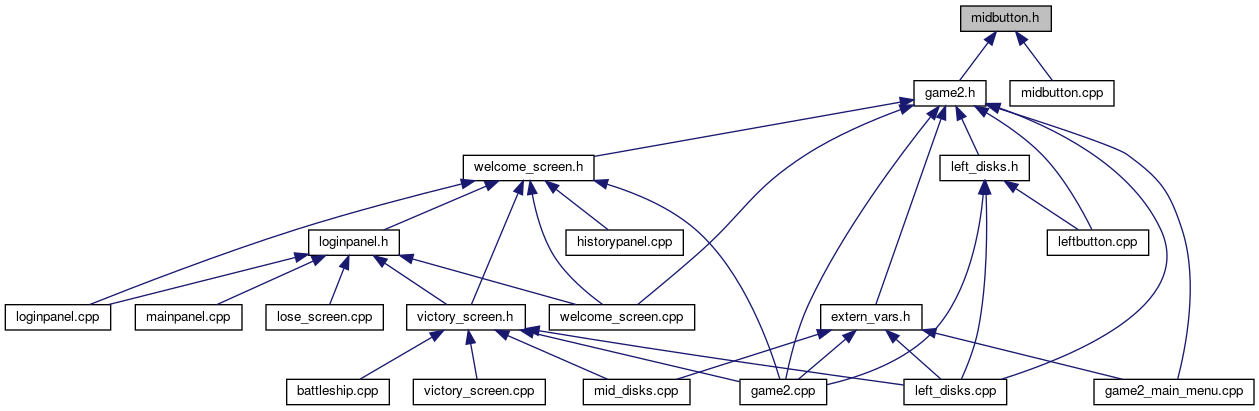 midbutton.h
game2.h
midbutton.cpp
welcome_screen.h
left_disks.h
loginpanel.h
historypanel.cpp
leftbutton.cpp
loginpanel.cpp
mainpanel.cpp
lose_screen.cpp
victory_screen.h
welcome_screen.cpp
extern_vars.h
battleship.cpp
victory_screen.cpp
mid_disks.cpp
game2.cpp
left_disks.cpp
game2_main_menu.cpp